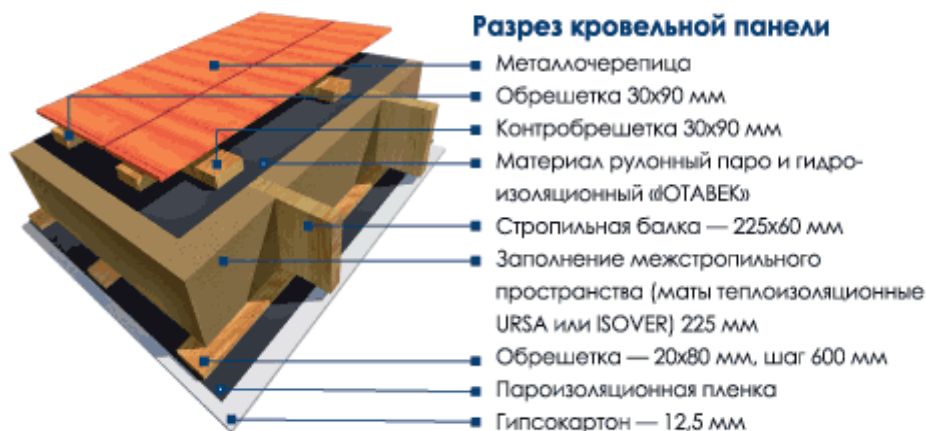 Разрез кровельной панели
Металлочерепица
Обрешетка 30х90 мм
Контробрешетка 30х90 мм
Материал рулонный паро и гидро-
изоляционный «ЮТАВЕК»
Стропильная балка — 225х60 мм
Заполнение межстропильного
пространства (маты теплоизоляционные
URSA или ISOVER) 225 мм
Обрешетка — 20х80 мм, шаг 600 мм
Пароизоляционная пленка
Гипсокартон — 12,5 мм